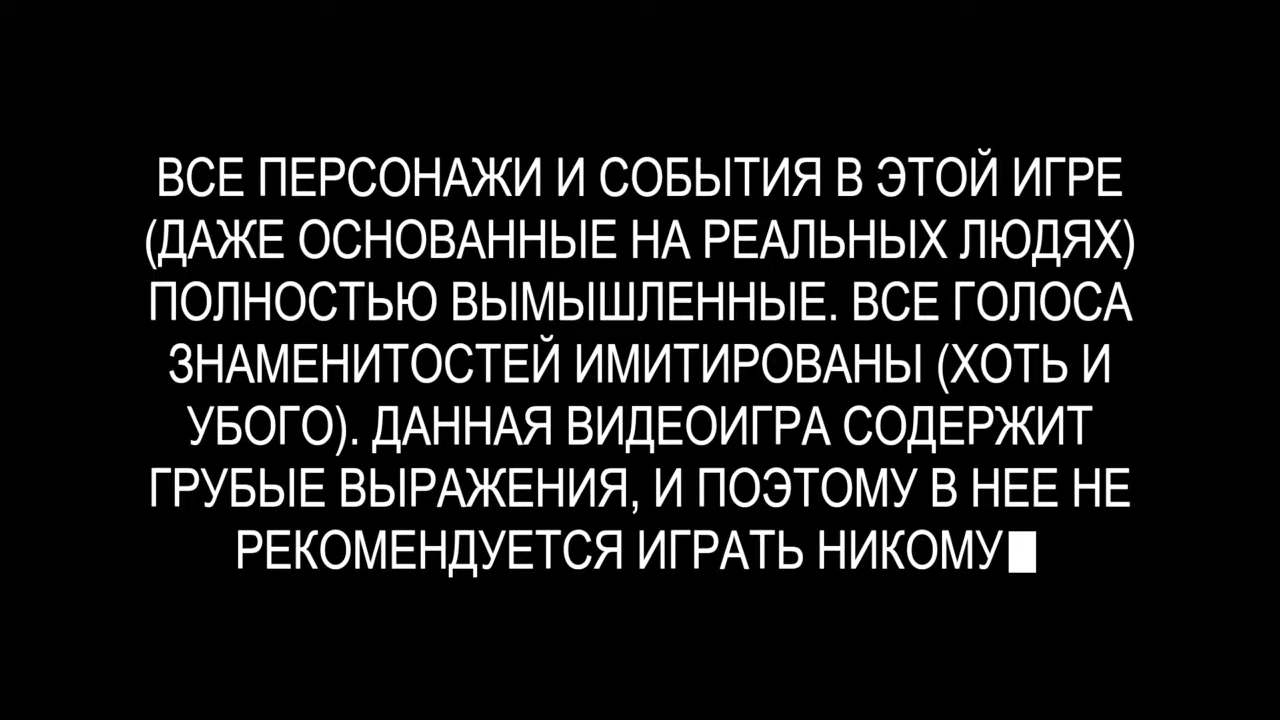 ВСЕ ПЕРСОНАЖИ И СОБЫТИЯ В ЭТОЙ ИГРЕ
(ДАЖЕ ОСНОВАННЫЕ НА РЕАЛЬНЫХ ЛЮДЯХ)
ПОЛНОСТЬЮ ВЫМЫШЛЕННЫЕ. ВСЕ ГОЛОСА
ЗНАМЕНИТОСТЕЙ ИМИТИРОВАНЫ (ХОТЬ И
УБОГО). ДАННАЯ ВИДЕОИГРА СОДЕРЖИТ
ГРУБЫЕ ВЫРАЖЕНИЯ, И ПОЭТОМУ В НЕЕ НЕ
РЕКОМЕНДУЕТСЯ ИГРАТЬ НИКОМУ